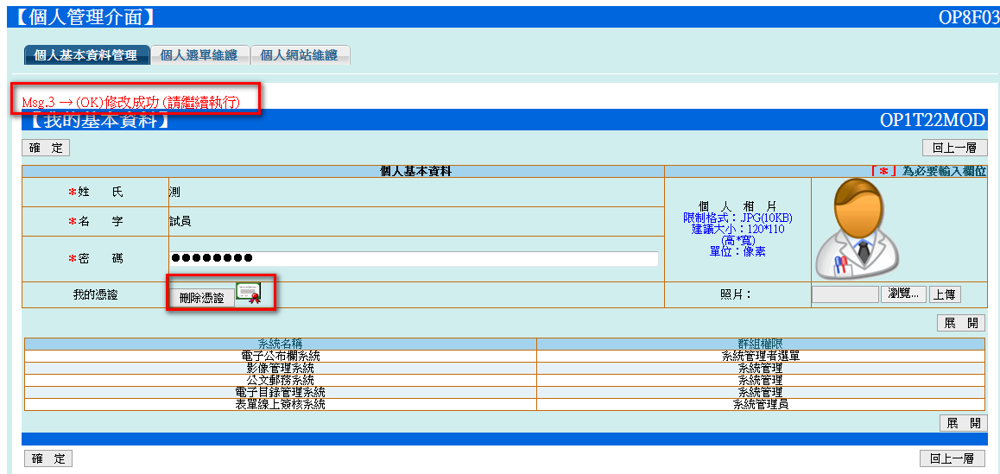 【個人管理介面】 OP8F03
個人基本資料管理 個人選單維護 個人網站維護
Msg.3 → (OK)修改成功 (請繼續執行)
【我的基本資料】 OP1T22MOD
確 定 回上一層
個人基本資料 「*」為必要輸入欄位
*姓 氏 測
*名 字 試員
*密 碼 ●●●●●●●●
個 人 相 片
限制格式：.JPG(10KB)
建議大小：120*110
(高*寬)
單位：像素
我的憑證 刪除憑證 照片： 瀏覽... 上傳
展 開
系統名稱 群組權限
電子公布欄系統 系統管理者選單
影像管理系統 系統管理
公文郵務系統 系統管理
電子目錄管理系統 系統管理
表單線上簽核系統 系統管理員
展 開
確 定 回上一層